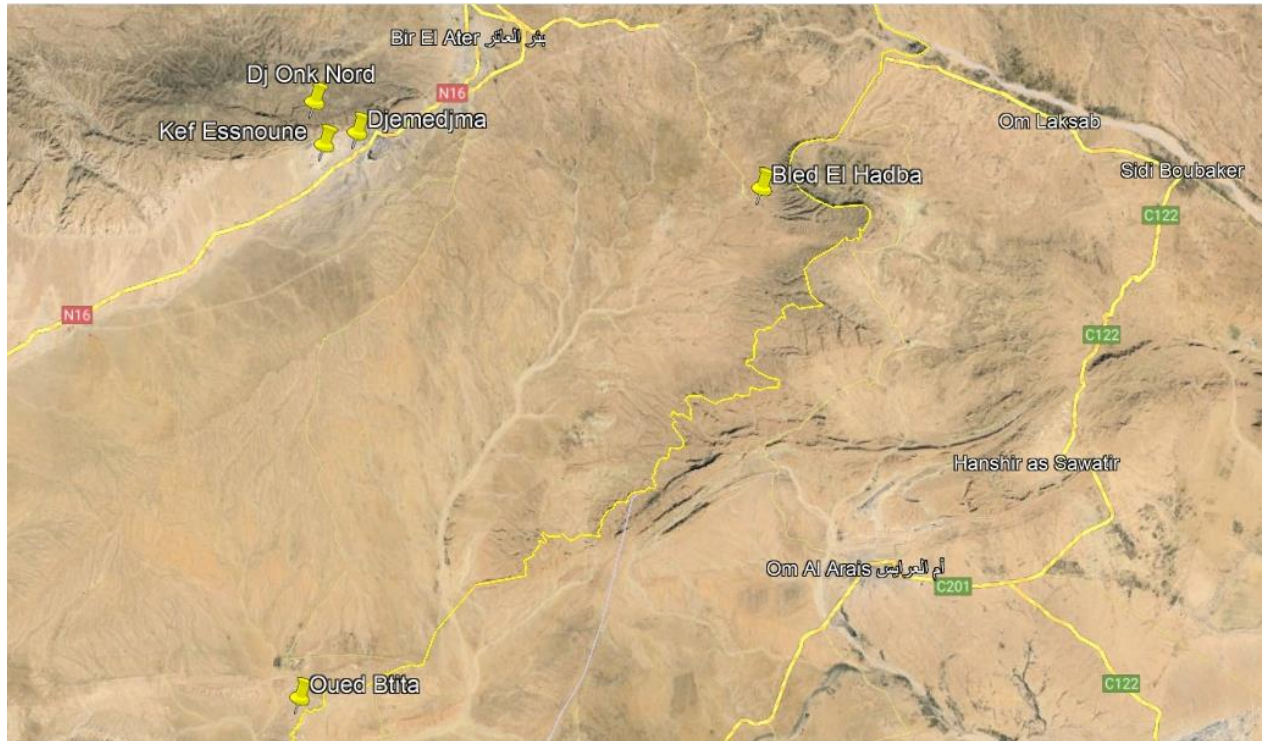 Bir El Ater بئر العاتر
Dj Onk Nord
N16
Kef Essnoune
Djemedjma
Om Laksab
Bled El Hadba
Sidi Boubaker
C122
N16
C122
Hanshir as Sawatir
Om Al Arais أم العرايس
C201
Oued Btita
C122